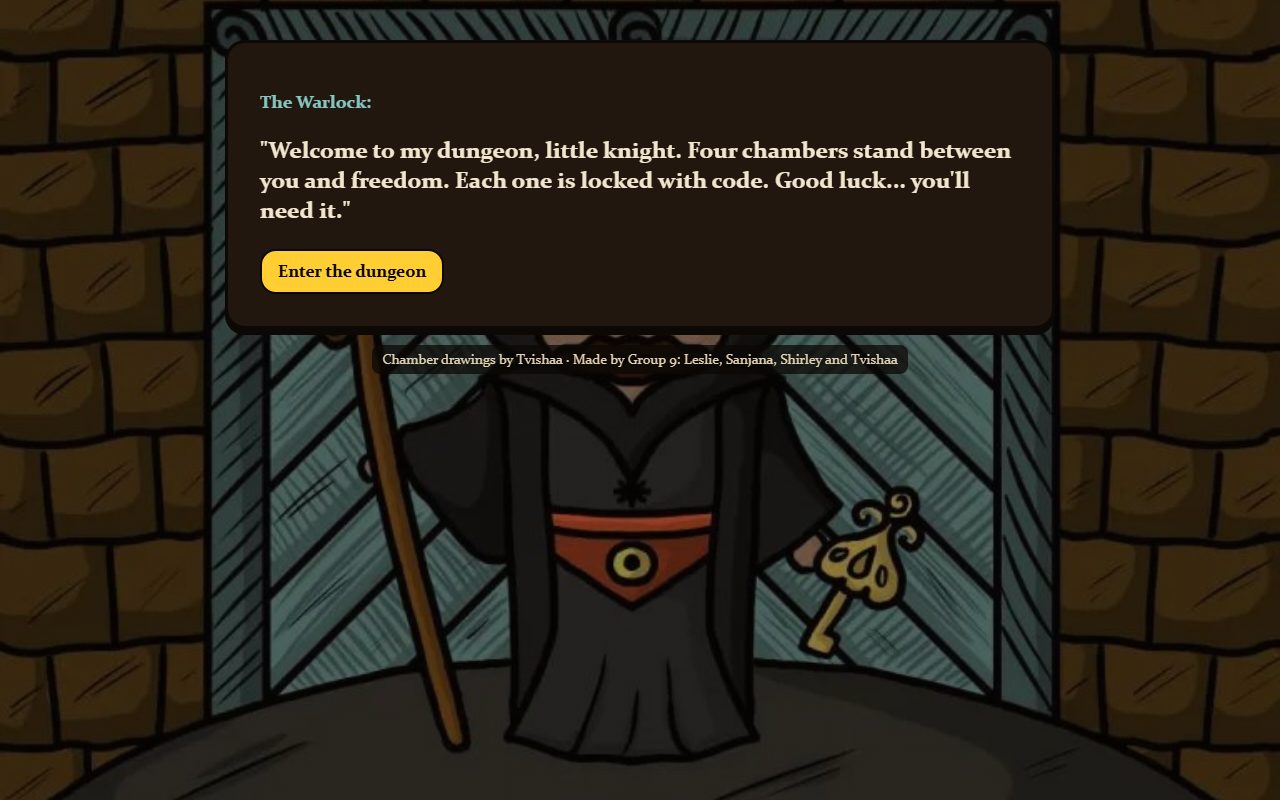 The Warlock:
"Welcome to my dungeon, little knight. Four chambers stand between
you and freedom. Each one is locked with code. Good luck... you'll
need it."
Enter the dungeon
Chamber drawings by Tvishaa · Made by Group 9: Leslie, Sanjana, Shirley and Tvishaa